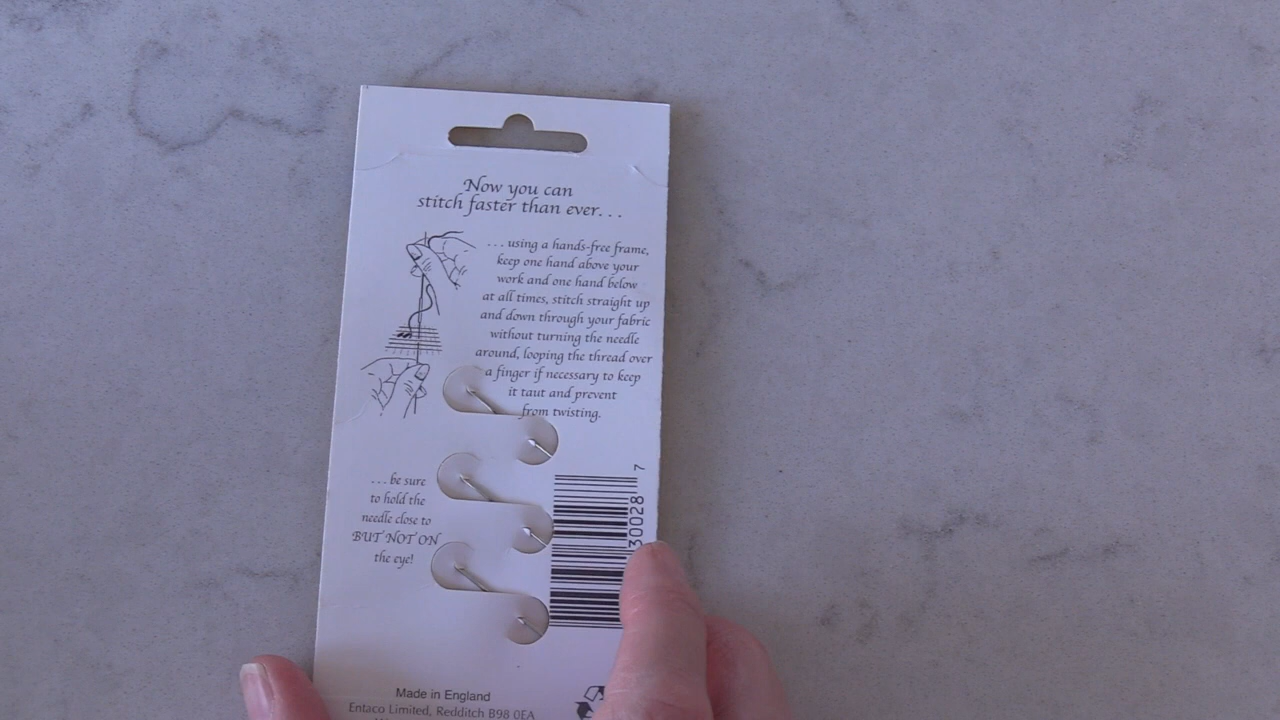 Now you can
stitch faster than ever. . .
. . . using a hands-free frame,
keep one hand above your
work and one hand below
at all times, stitch straight up
and down through your fabric
without turning the needle
around, looping the thread over
a finger if necessary to keep
it taut and prevent
from twisting.
. . . be sure
to hold the
needle close to
BUT NOT ON
the eye!
30028 7
Made in England
Entaco Limited, Redditch B98 0EA